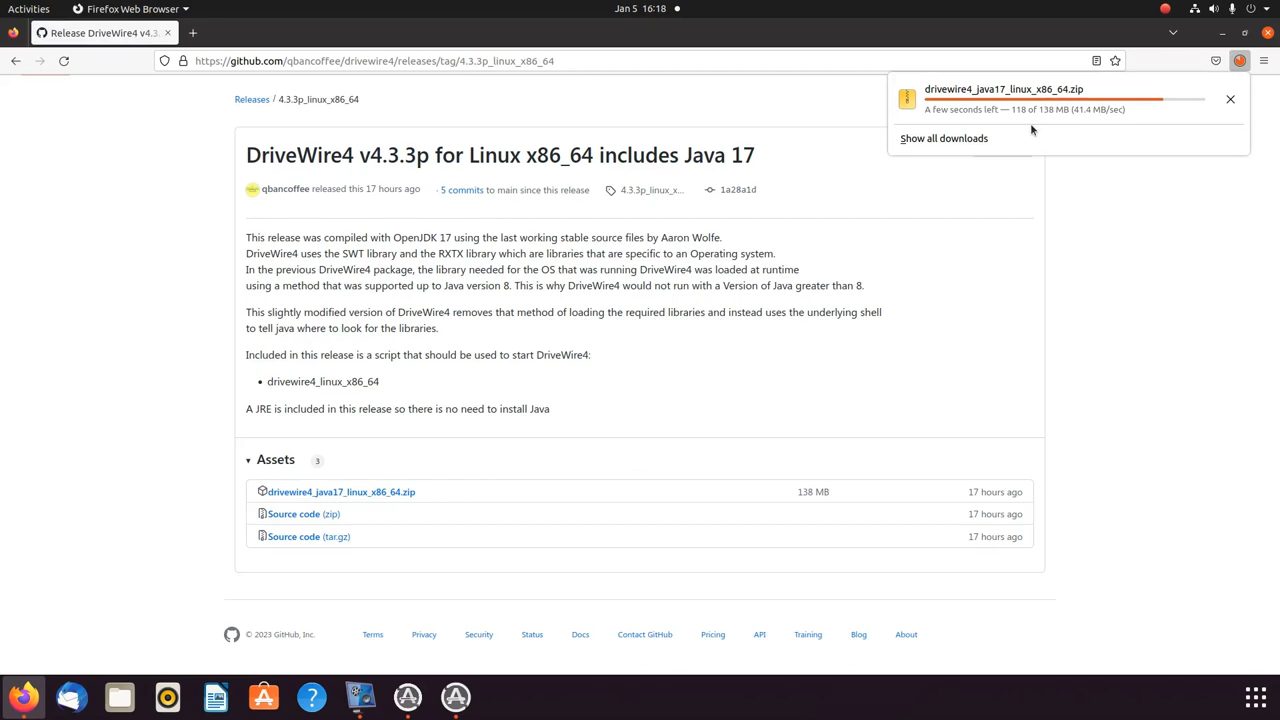 Activities
Firefox Web Browser
Jan 5 16:18
Release DriveWire4 v4.3.
https://github.com/qbancoffee/drivewire4/releases/tag/4.3.3p_linux_x86_64
drivewire4_java17_linux_x86_64.zip
A few seconds left — 118 of 138 MB (41.4 MB/sec)
Show all downloads
Releases / 4.3.3p_linux_x86_64
DriveWire4 v4.3.3p for Linux x86_64 includes Java 17
qbancoffee released this 17 hours ago · 5 commits to main since this release 4.3.3p_linux_x... 1a28a1d
This release was compiled with OpenJDK 17 using the last working stable source files by Aaron Wolfe.
DriveWire4 uses the SWT library and the RXTX library which are libraries that are specific to an Operating system.
In the previous DriveWire4 package, the library needed for the OS that was running DriveWire4 was loaded at runtime
using a method that was supported up to Java version 8. This is why DriveWire4 would not run with a Version of Java greater than 8.
This slightly modified version of DriveWire4 removes that method of loading the required libraries and instead uses the underlying shell
to tell java where to look for the libraries.
Included in this release is a script that should be used to start DriveWire4:
• drivewire4_linux_x86_64
A JRE is included in this release so there is no need to install Java
Assets 3
drivewire4_java17_linux_x86_64.zip 138 MB 17 hours ago
Source code (zip) 17 hours ago
Source code (tar.gz) 17 hours ago
© 2023 GitHub, Inc. Terms Privacy Security Status Docs Contact GitHub Pricing API Training Blog About